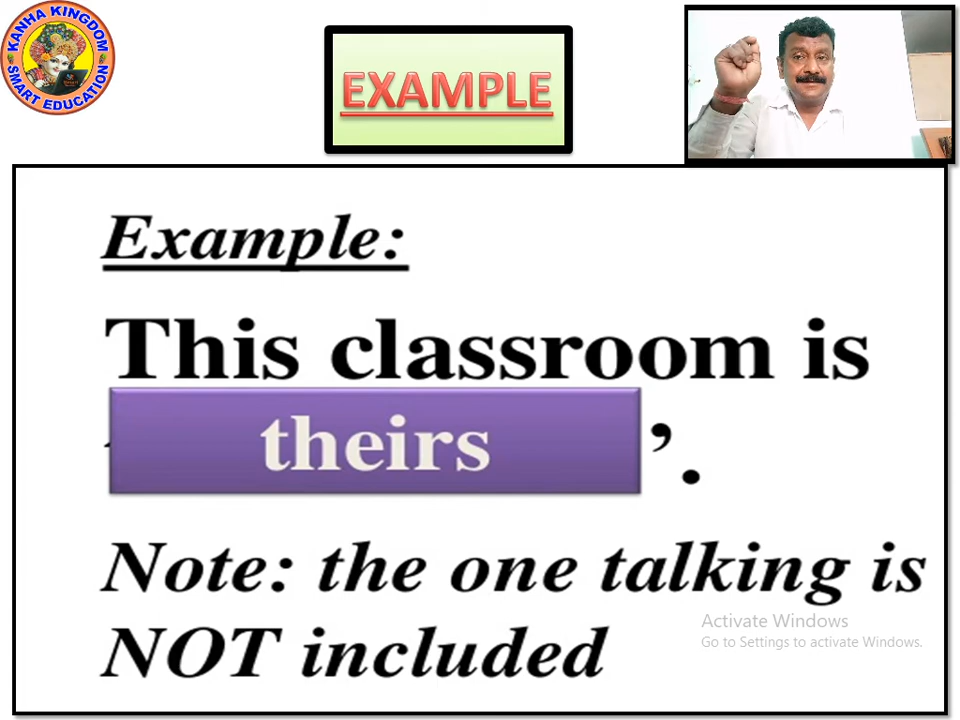 KANHA KINGDOM
SMART EDUCATION
EXAMPLE
Example:
This classroom is
theirs ’.
Note: the one talking is
NOT included
Activate Windows
Go to Settings to activate Windows.